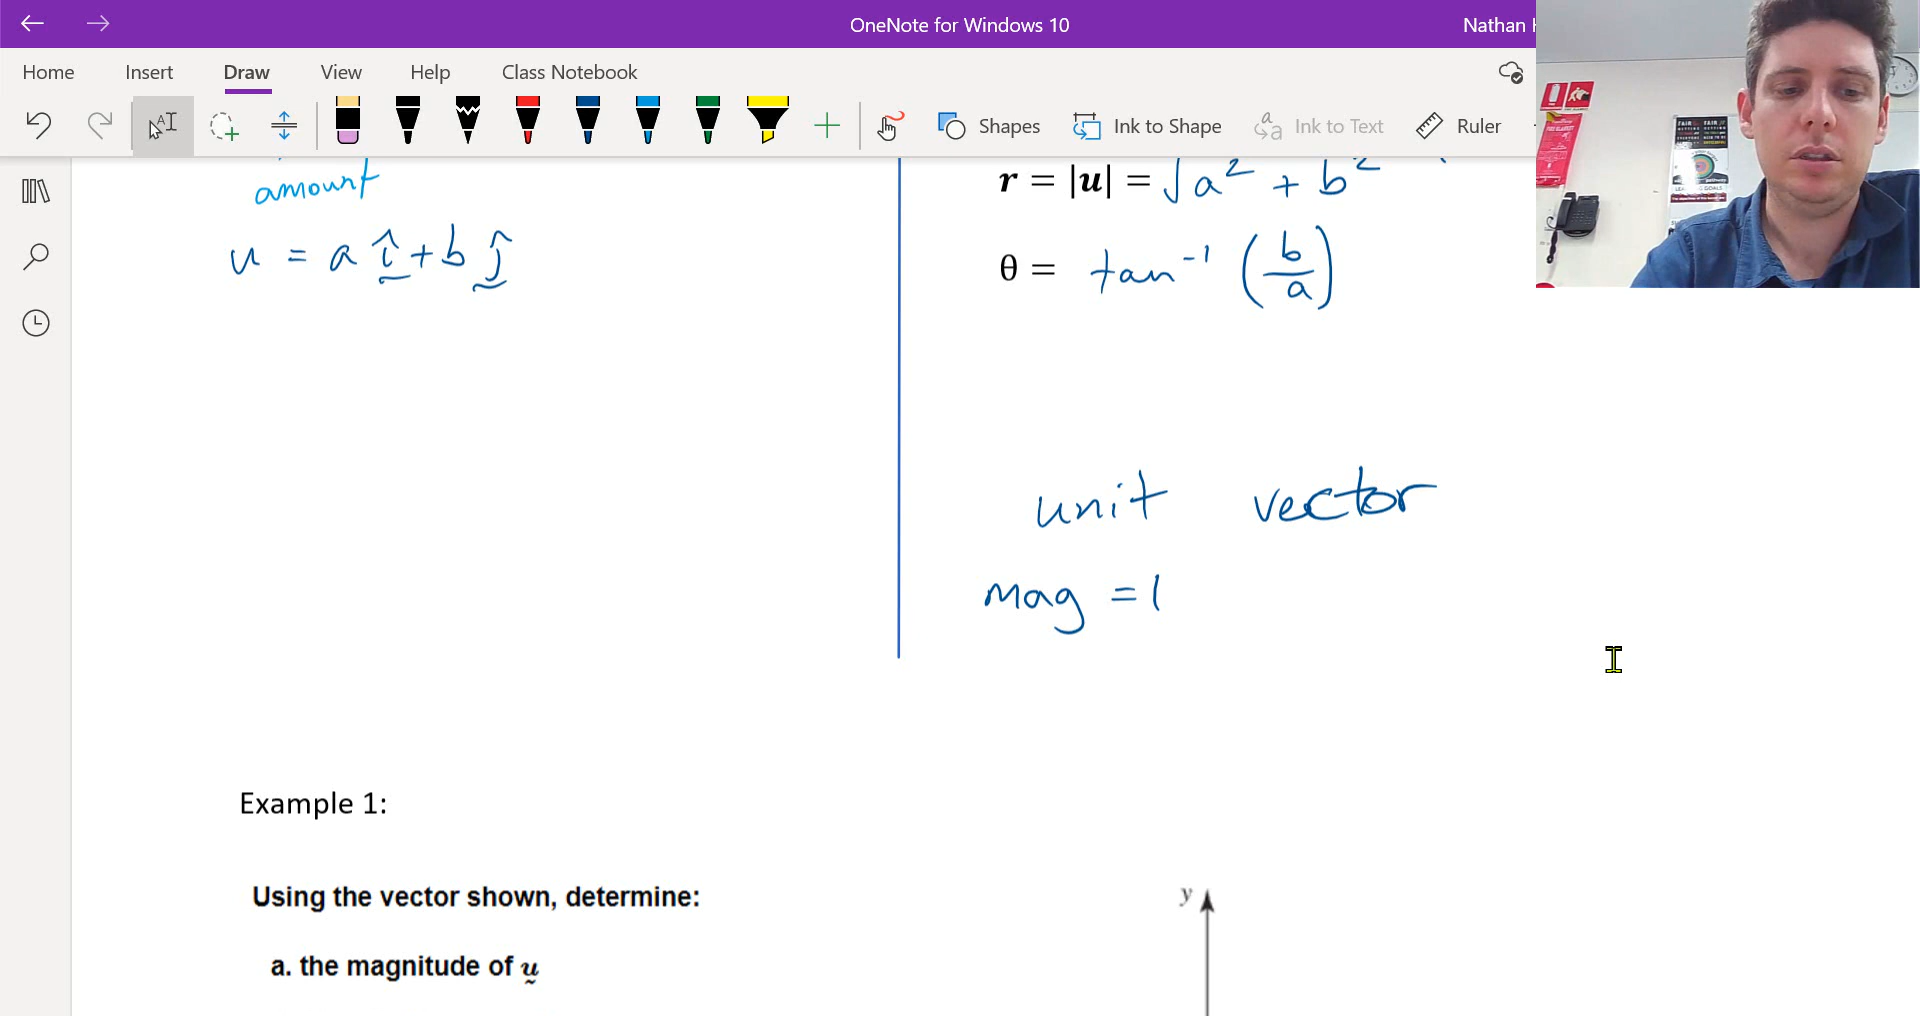 OneNote for Windows 10
Nathan
Home Insert Draw View Help Class Notebook
Shapes Ink to Shape Ink to Text Ruler
amount
u = a î + b ĵ
r = |u| = √a² + b²
θ = tan⁻¹ (b/a)
unit vector
mag = 1
Example 1:
Using the vector shown, determine:
a. the magnitude of u
y